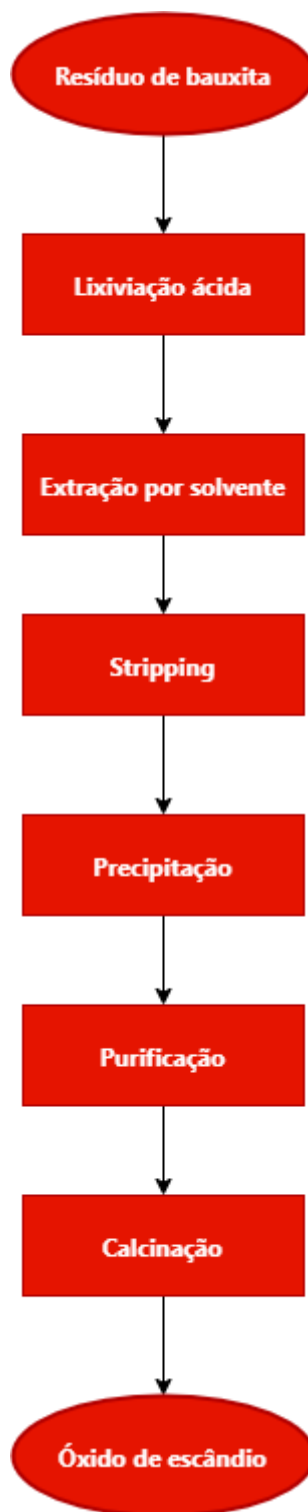 Resíduo de bauxita
Lixiviação ácida
Extração por solvente
Stripping
Precipitação
Purificação
Calcinação
Óxido de escândio